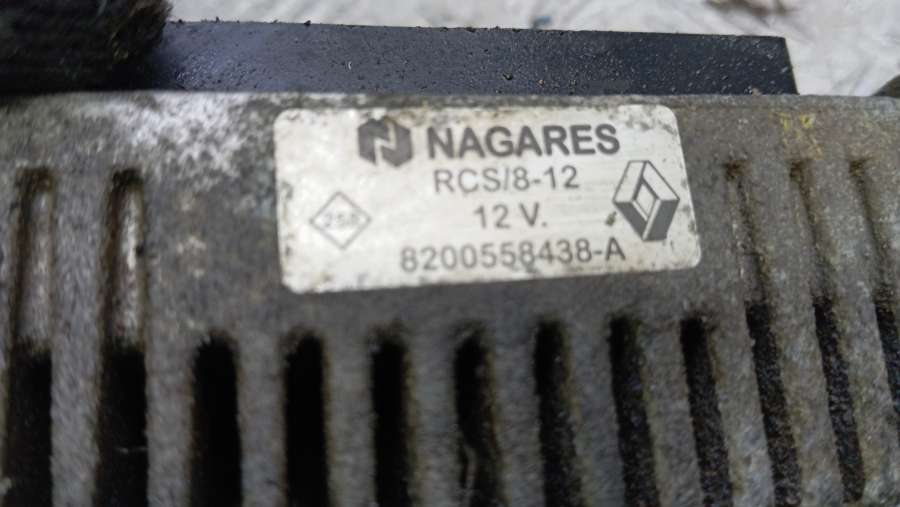 NAGARES
RCS/8-12
12 V.
8200558438-A